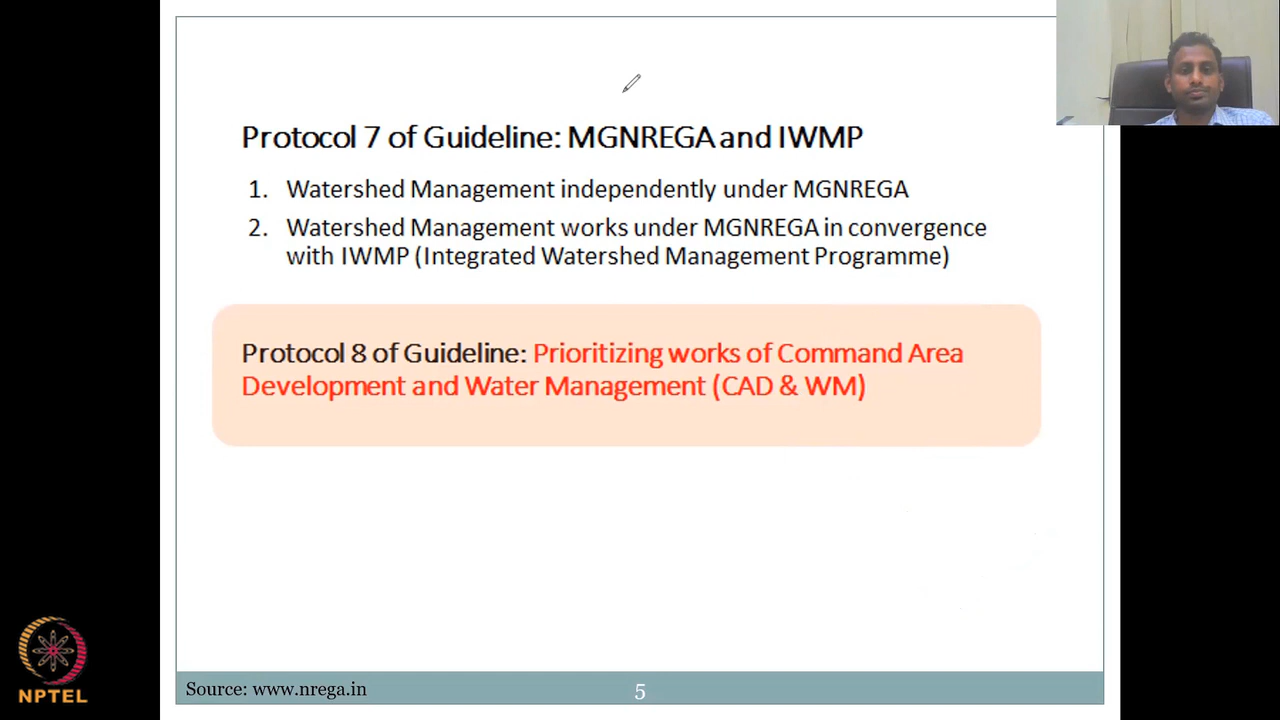 Protocol 7 of Guideline: MGNREGA and IWMP
1. Watershed Management independently under MGNREGA
2. Watershed Management works under MGNREGA in convergence
with IWMP (Integrated Watershed Management Programme)
Protocol 8 of Guideline: Prioritizing works of Command Area
Development and Water Management (CAD & WM)
Source: www.nrega.in
5
NPTEL